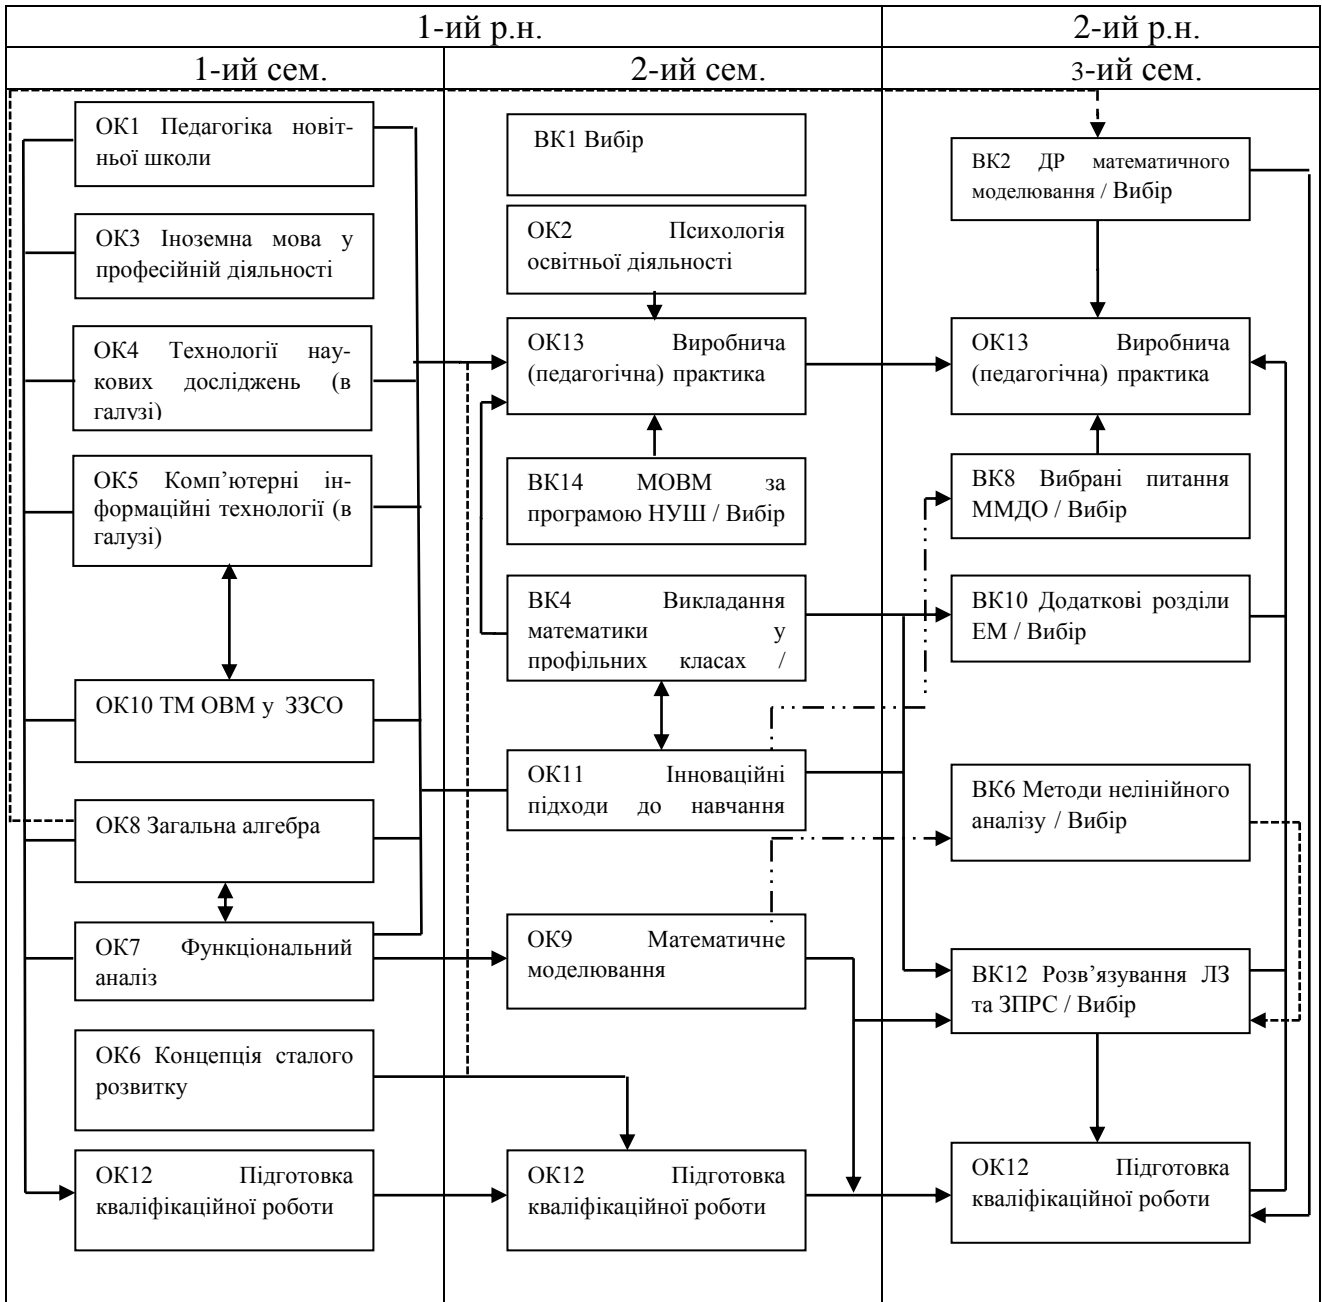 1-ий р.н.
2-ий р.н.
1-ий сем.
2-ий сем.
3-ий сем.
ОК1 Педагогіка новіт-
ньої школи
ОК3 Іноземна мова у
професійній діяльності
ОК4 Технології нау-
кових досліджень (в
галузі)
ОК5 Комп’ютерні ін-
формаційні технології (в
галузі)
ОК10 ТМ ОВМ у ЗЗСО
ОК8 Загальна алгебра
ОК7 Функціональний
аналіз
ОК6 Концепція сталого
розвитку
ОК12 Підготовка
кваліфікаційної роботи
ВК1 Вибір
ОК2 Психологія
освітньої діяльності
ОК13 Виробнича
(педагогічна) практика
ВК14 МОВМ за
програмою НУШ / Вибір
ВК4 Викладання
математики у
профільних класах /
ОК11 Інноваційні
підходи до навчання
ОК9 Математичне
моделювання
ОК12 Підготовка
кваліфікаційної роботи
ВК2 ДР математичного
моделювання / Вибір
ОК13 Виробнича
(педагогічна) практика
ВК8 Вибрані питання
ММДО / Вибір
ВК10 Додаткові розділи
ЕМ / Вибір
ВК6 Методи нелінійного
аналізу / Вибір
ВК12 Розв’язування ЛЗ
та ЗПРС / Вибір
ОК12 Підготовка
кваліфікаційної роботи